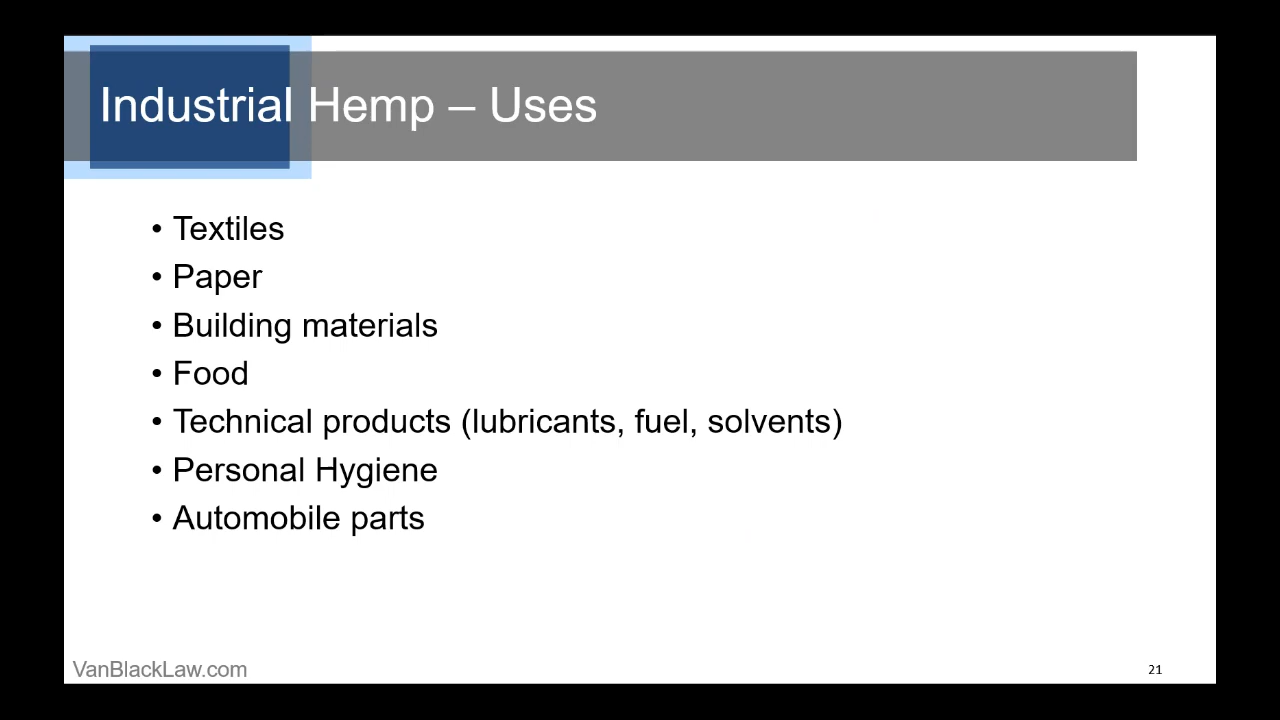 Industrial Hemp – Uses
• Textiles
• Paper
• Building materials
• Food
• Technical products (lubricants, fuel, solvents)
• Personal Hygiene
• Automobile parts
VanBlackLaw.com
21